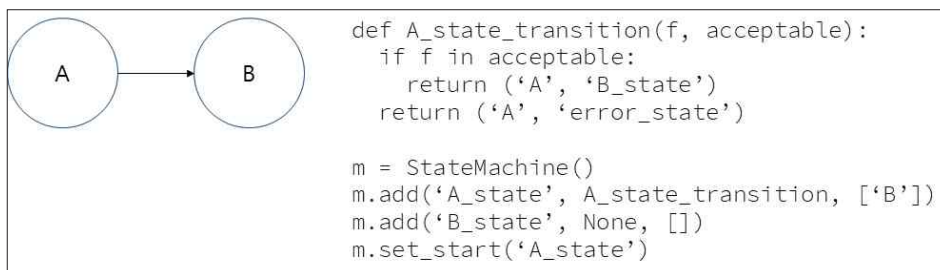 A
B
def A_state_transition(f, acceptable):
  if f in acceptable:
    return (‘A’, ‘B_state’)
  return (‘A’, ‘error_state’)

m = StateMachine()
m.add(‘A_state’, A_state_transition, [‘B’])
m.add(‘B_state’, None, [])
m.set_start(‘A_state’)